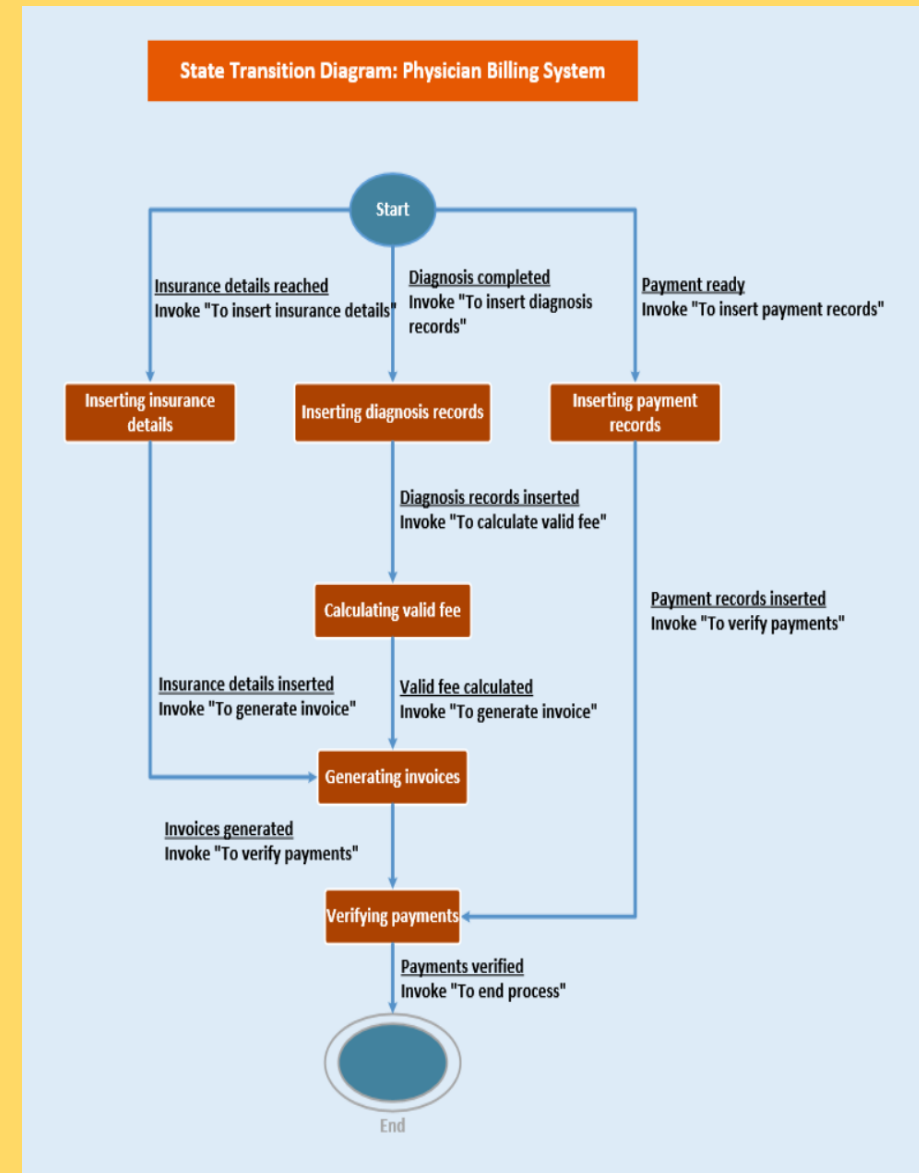 State Transition Diagram: Physician Billing System
Start
Insurance details reached
Invoke "To insert insurance details"
Diagnosis completed
Invoke "To insert diagnosis
records"
Payment ready
Invoke "To insert payment records"
Inserting insurance
details
Inserting diagnosis records
Inserting payment
records
Diagnosis records inserted
Invoke "To calculate valid fee"
Calculating valid fee
Payment records inserted
Invoke "To verify payments"
Insurance details inserted
Invoke "To generate invoice"
Valid fee calculated
Invoke "To generate invoice"
Generating invoices
Invoices generated
Invoke "To verify payments"
Verifying payments
Payments verified
Invoke "To end process"
End